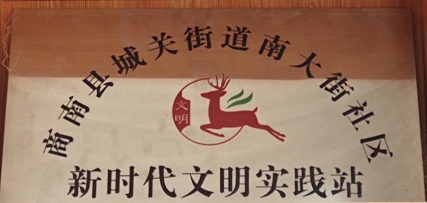 商南县城关街道南大街社区
文明
新时代文明实践站